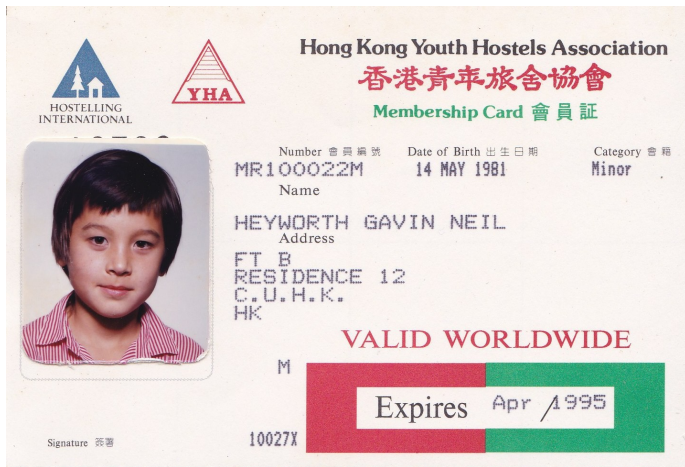 HOSTELLING
INTERNATIONAL
YHA
Hong Kong Youth Hostels Association
香港青年旅舍協會
Membership Card 會員証
Number 會員編號 Date of Birth 出生日期 Category 會籍
MR100022M 14 MAY 1981 Minor
Name
HEYWORTH GAVIN NEIL
Address
FT B
RESIDENCE 12
C.U.H.K.
HK
VALID WORLDWIDE
M
Expires Apr /1995
Signature 簽署 10027X